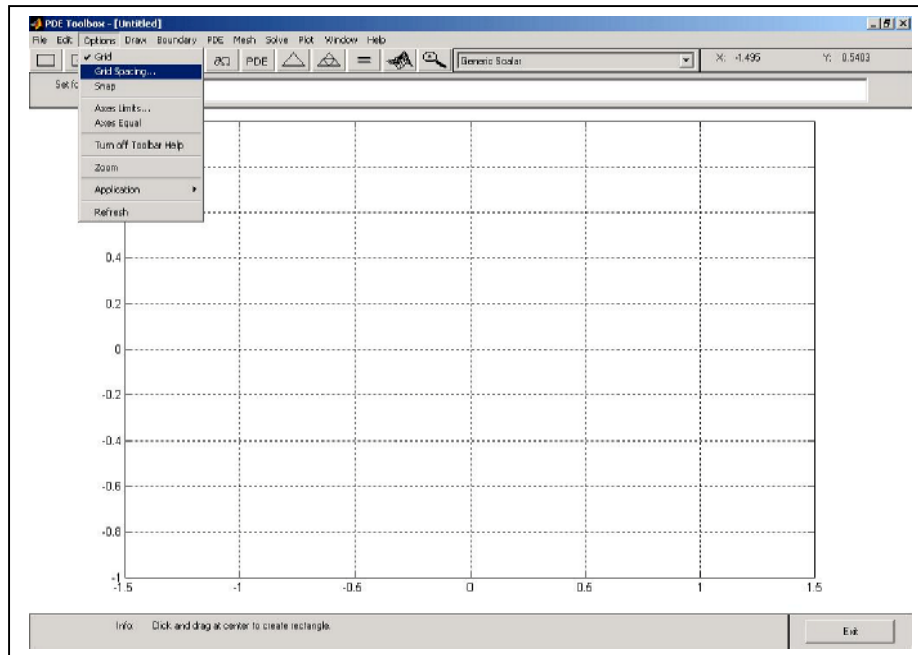 PDE Toolbox - [Untitled]
File Edit Options Draw Boundary PDE Mesh Solve Plot Window Help
∂Ω PDE = Generic Scalar X: -1.495 Y: 0.5403
Grid
Grid Spacing...
Snap
Axes Limits...
Axes Equal
Turn off Toolbar Help
Zoom
Application
Refresh
Set fo
0.4
0.2
0
-0.2
-0.4
-0.6
-0.8
-1
-1.5 -1 -0.5 0 0.5 1 1.5
Info: Click and drag at center to create rectangle.
Exit